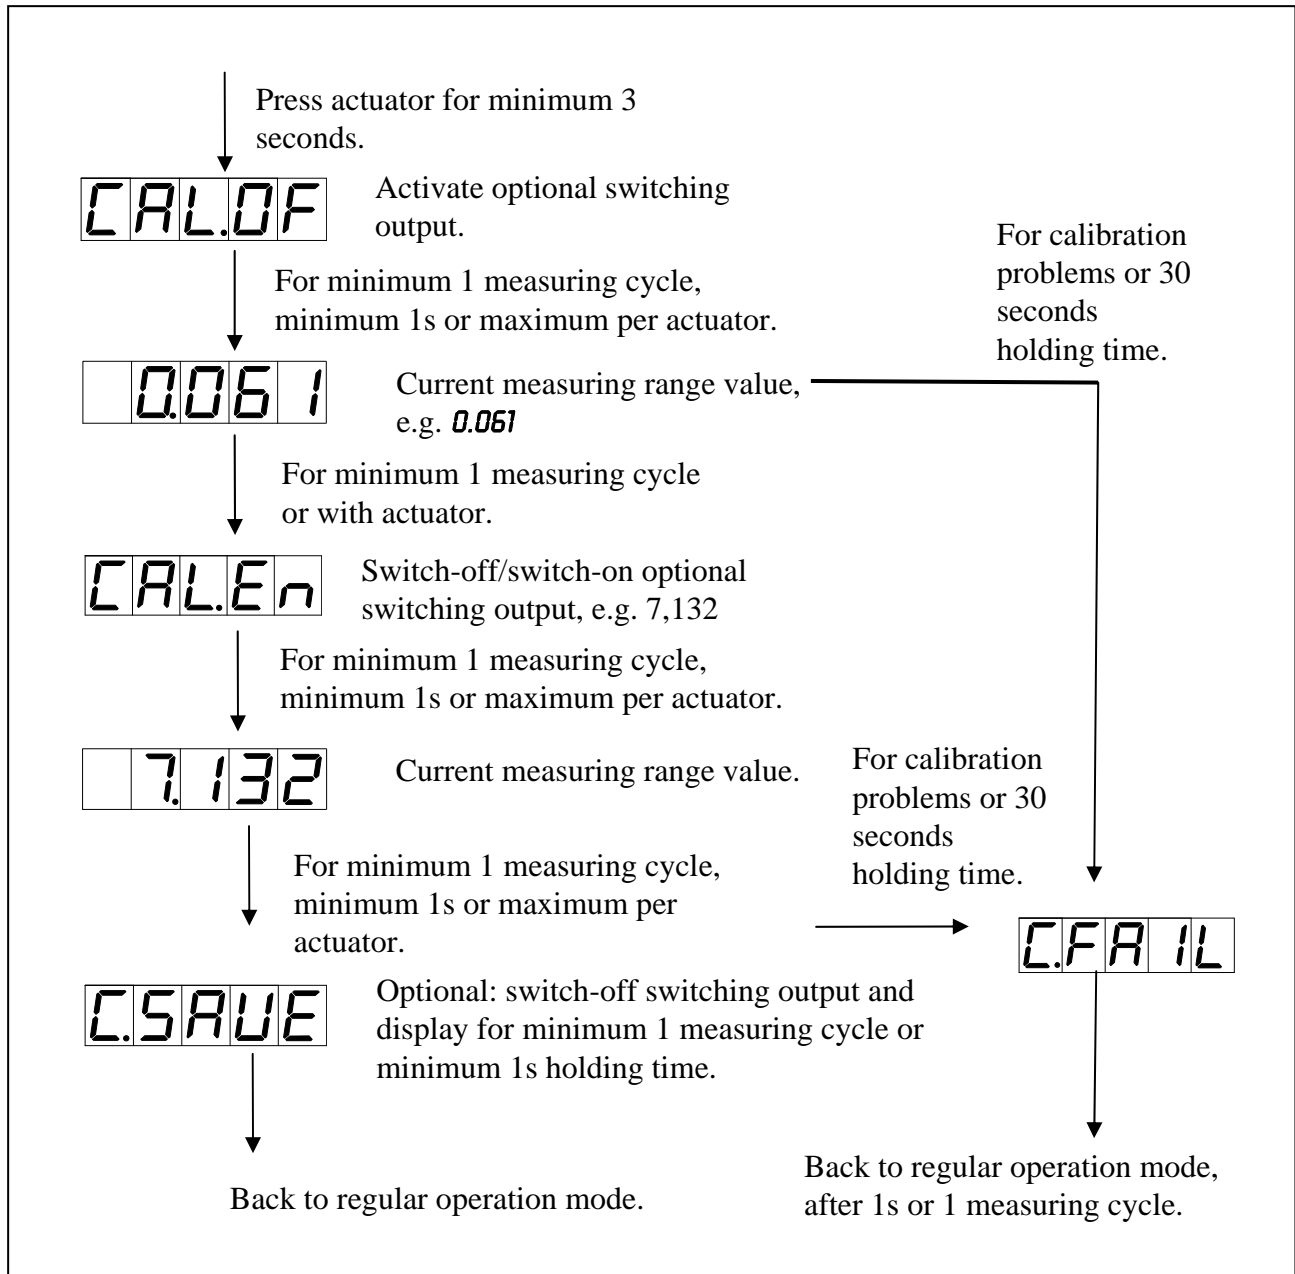 Press actuator for minimum 3
seconds.
CAL.OF
Activate optional switching
output.
For minimum 1 measuring cycle,
minimum 1s or maximum per actuator.
For calibration
problems or 30
seconds
holding time.
0.061
Current measuring range value,
e.g. 0.061
For minimum 1 measuring cycle
or with actuator.
CAL.En
Switch-off/switch-on optional
switching output, e.g. 7,132
For minimum 1 measuring cycle,
minimum 1s or maximum per actuator.
7.132
Current measuring range value.
For calibration
problems or 30
seconds
holding time.
For minimum 1 measuring cycle,
minimum 1s or maximum per
actuator.
C.FAIL
C.SAVE
Optional: switch-off switching output and
display for minimum 1 measuring cycle or
minimum 1s holding time.
Back to regular operation mode.
Back to regular operation mode,
after 1s or 1 measuring cycle.